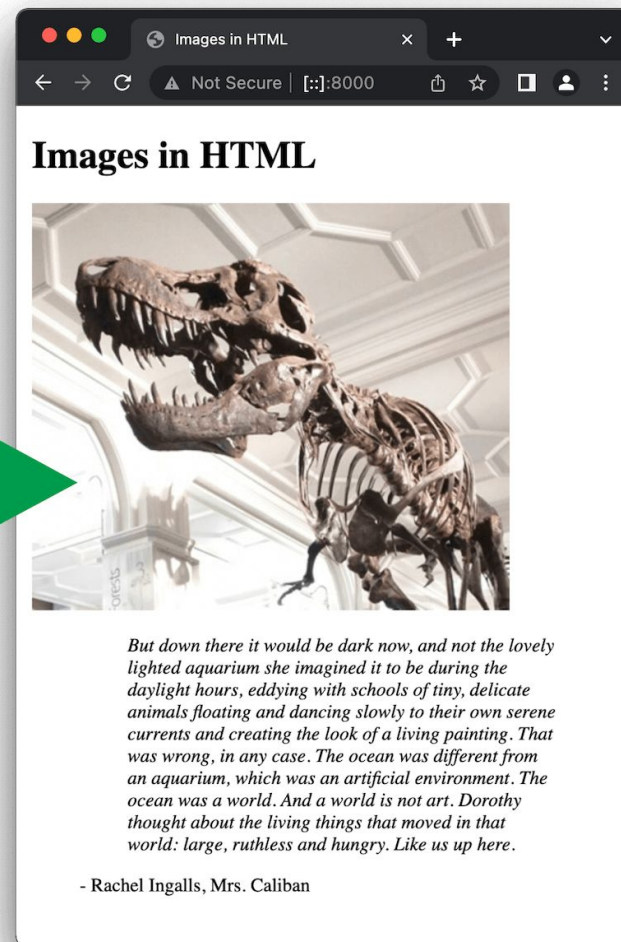 Images in HTML
Not Secure | [::]:8000
Images in HTML
orests
But down there it would be dark now, and not the lovely
lighted aquarium she imagined it to be during the
daylight hours, eddying with schools of tiny, delicate
animals floating and dancing slowly to their own serene
currents and creating the look of a living painting. That
was wrong, in any case. The ocean was different from
an aquarium, which was an artificial environment. The
ocean was a world. And a world is not art. Dorothy
thought about the living things that moved in that
world: large, ruthless and hungry. Like us up here.
- Rachel Ingalls, Mrs. Caliban